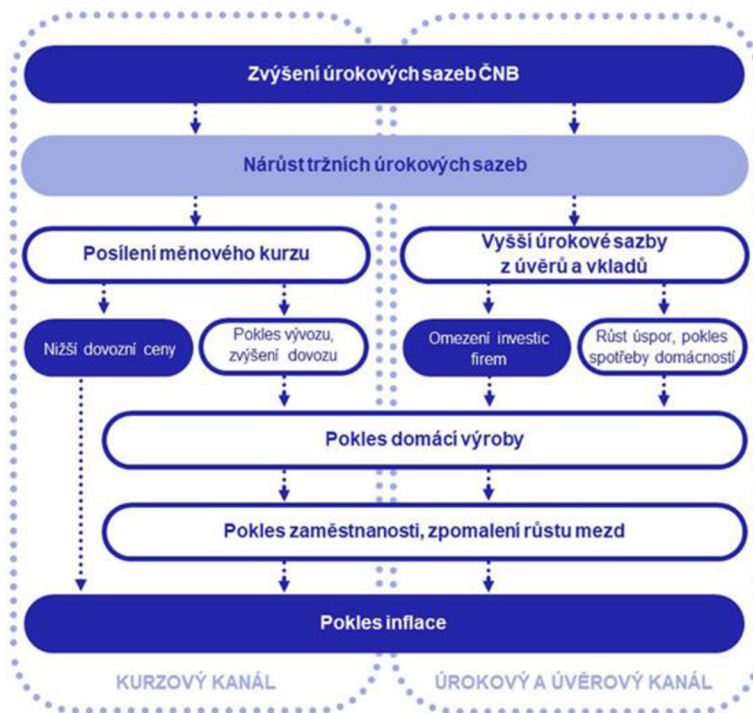 Zvýšení úrokových sazeb ČNB
Nárůst tržních úrokových sazeb
Posílení měnového kurzu
Vyšší úrokové sazby
z úvěrů a vkladů
Nižší dovozní ceny
Pokles vývozu,
zvýšení dovozu
Omezení investic
firem
Růst úspor, pokles
spotřeby domácností
Pokles domácí výroby
Pokles zaměstnanosti, zpomalení růstu mezd
Pokles inflace
KURZOVÝ KANÁL
ÚROKOVÝ A ÚVĚROVÝ KANÁL